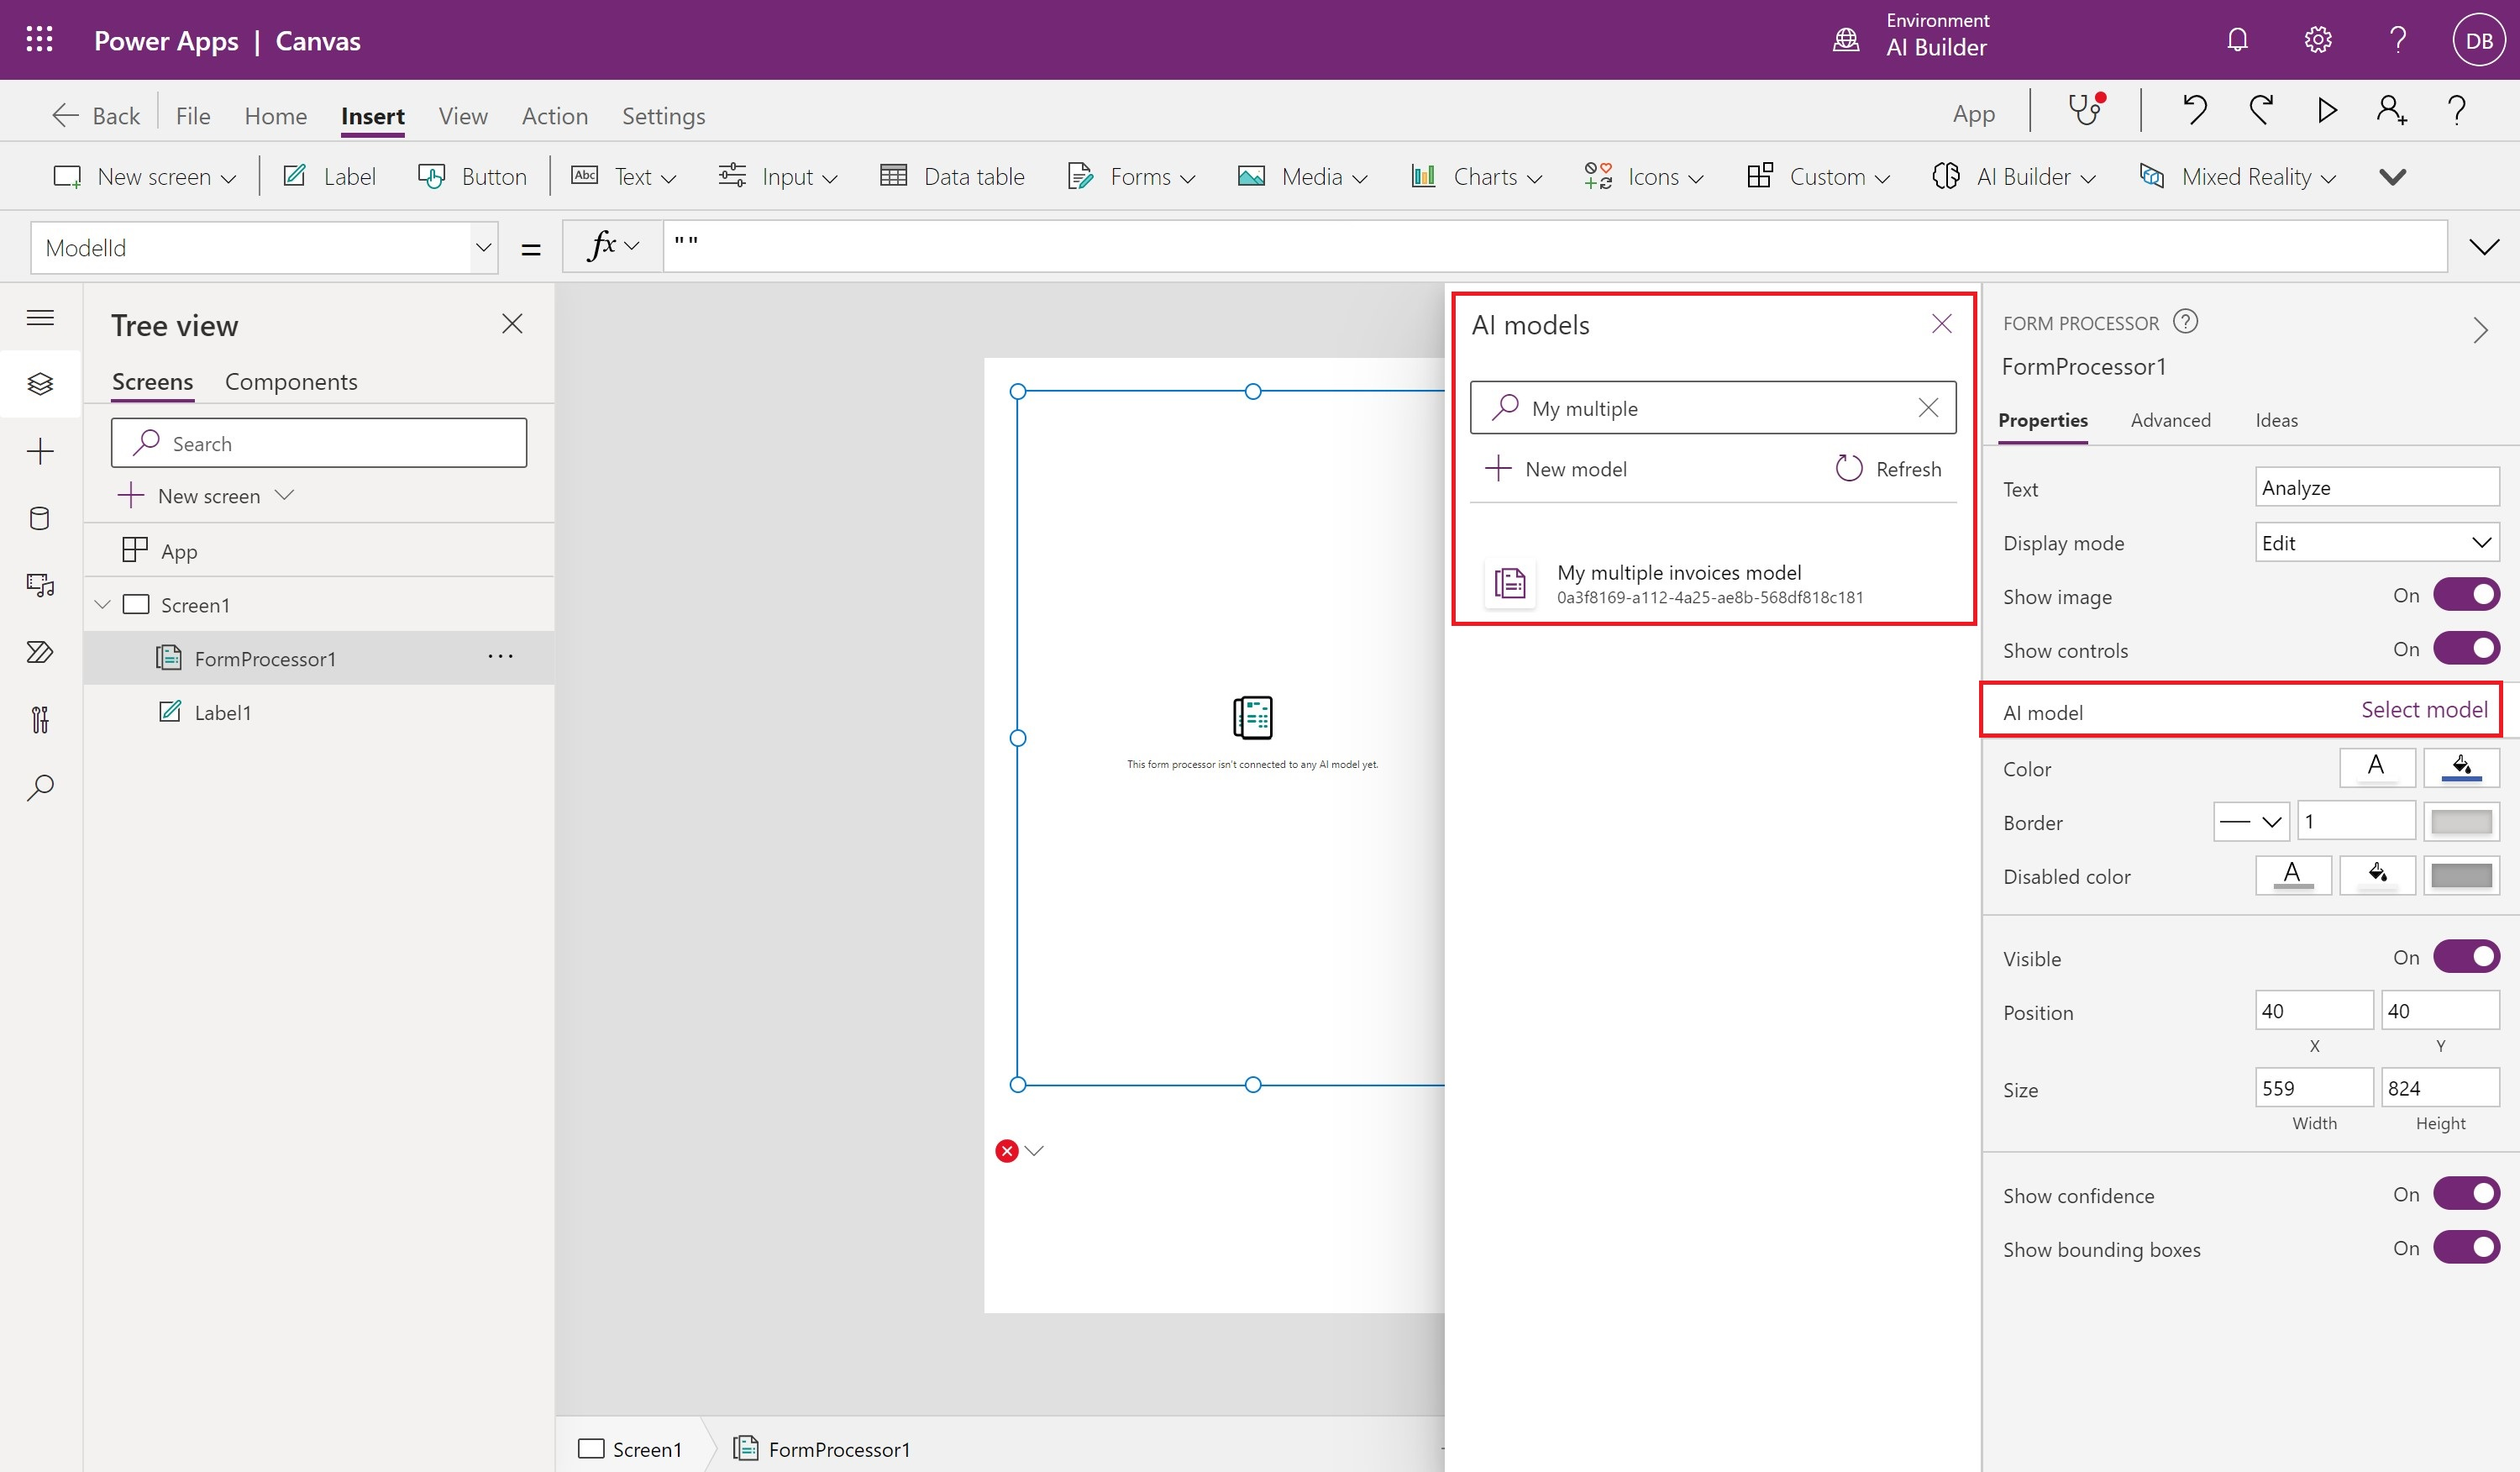 Power Apps | Canvas
Environment
AI Builder
DB
Back
File
Home
Insert
View
Action
Settings
App
New screen
Label
Button
Abc
Text
Input
Data table
Forms
Media
Charts
Icons
Custom
AI Builder
Mixed Reality
ModelId
=
fx
""
Tree view
Screens
Components
Search
New screen
App
Screen1
FormProcessor1
Label1
This form processor isn't connected to any AI model yet.
Screen1
FormProcessor1
AI models
My multiple
New model
Refresh
My multiple invoices model
0a3f8169-a112-4a25-ae8b-568df818c181
FORM PROCESSOR
FormProcessor1
Properties
Advanced
Ideas
Text
Analyze
Display mode
Edit
Show image
On
Show controls
On
AI model
Select model
Color
A
Border
1
Disabled color
A
Visible
On
Position
40
40
X
Y
Size
559
824
Width
Height
Show confidence
On
Show bounding boxes
On